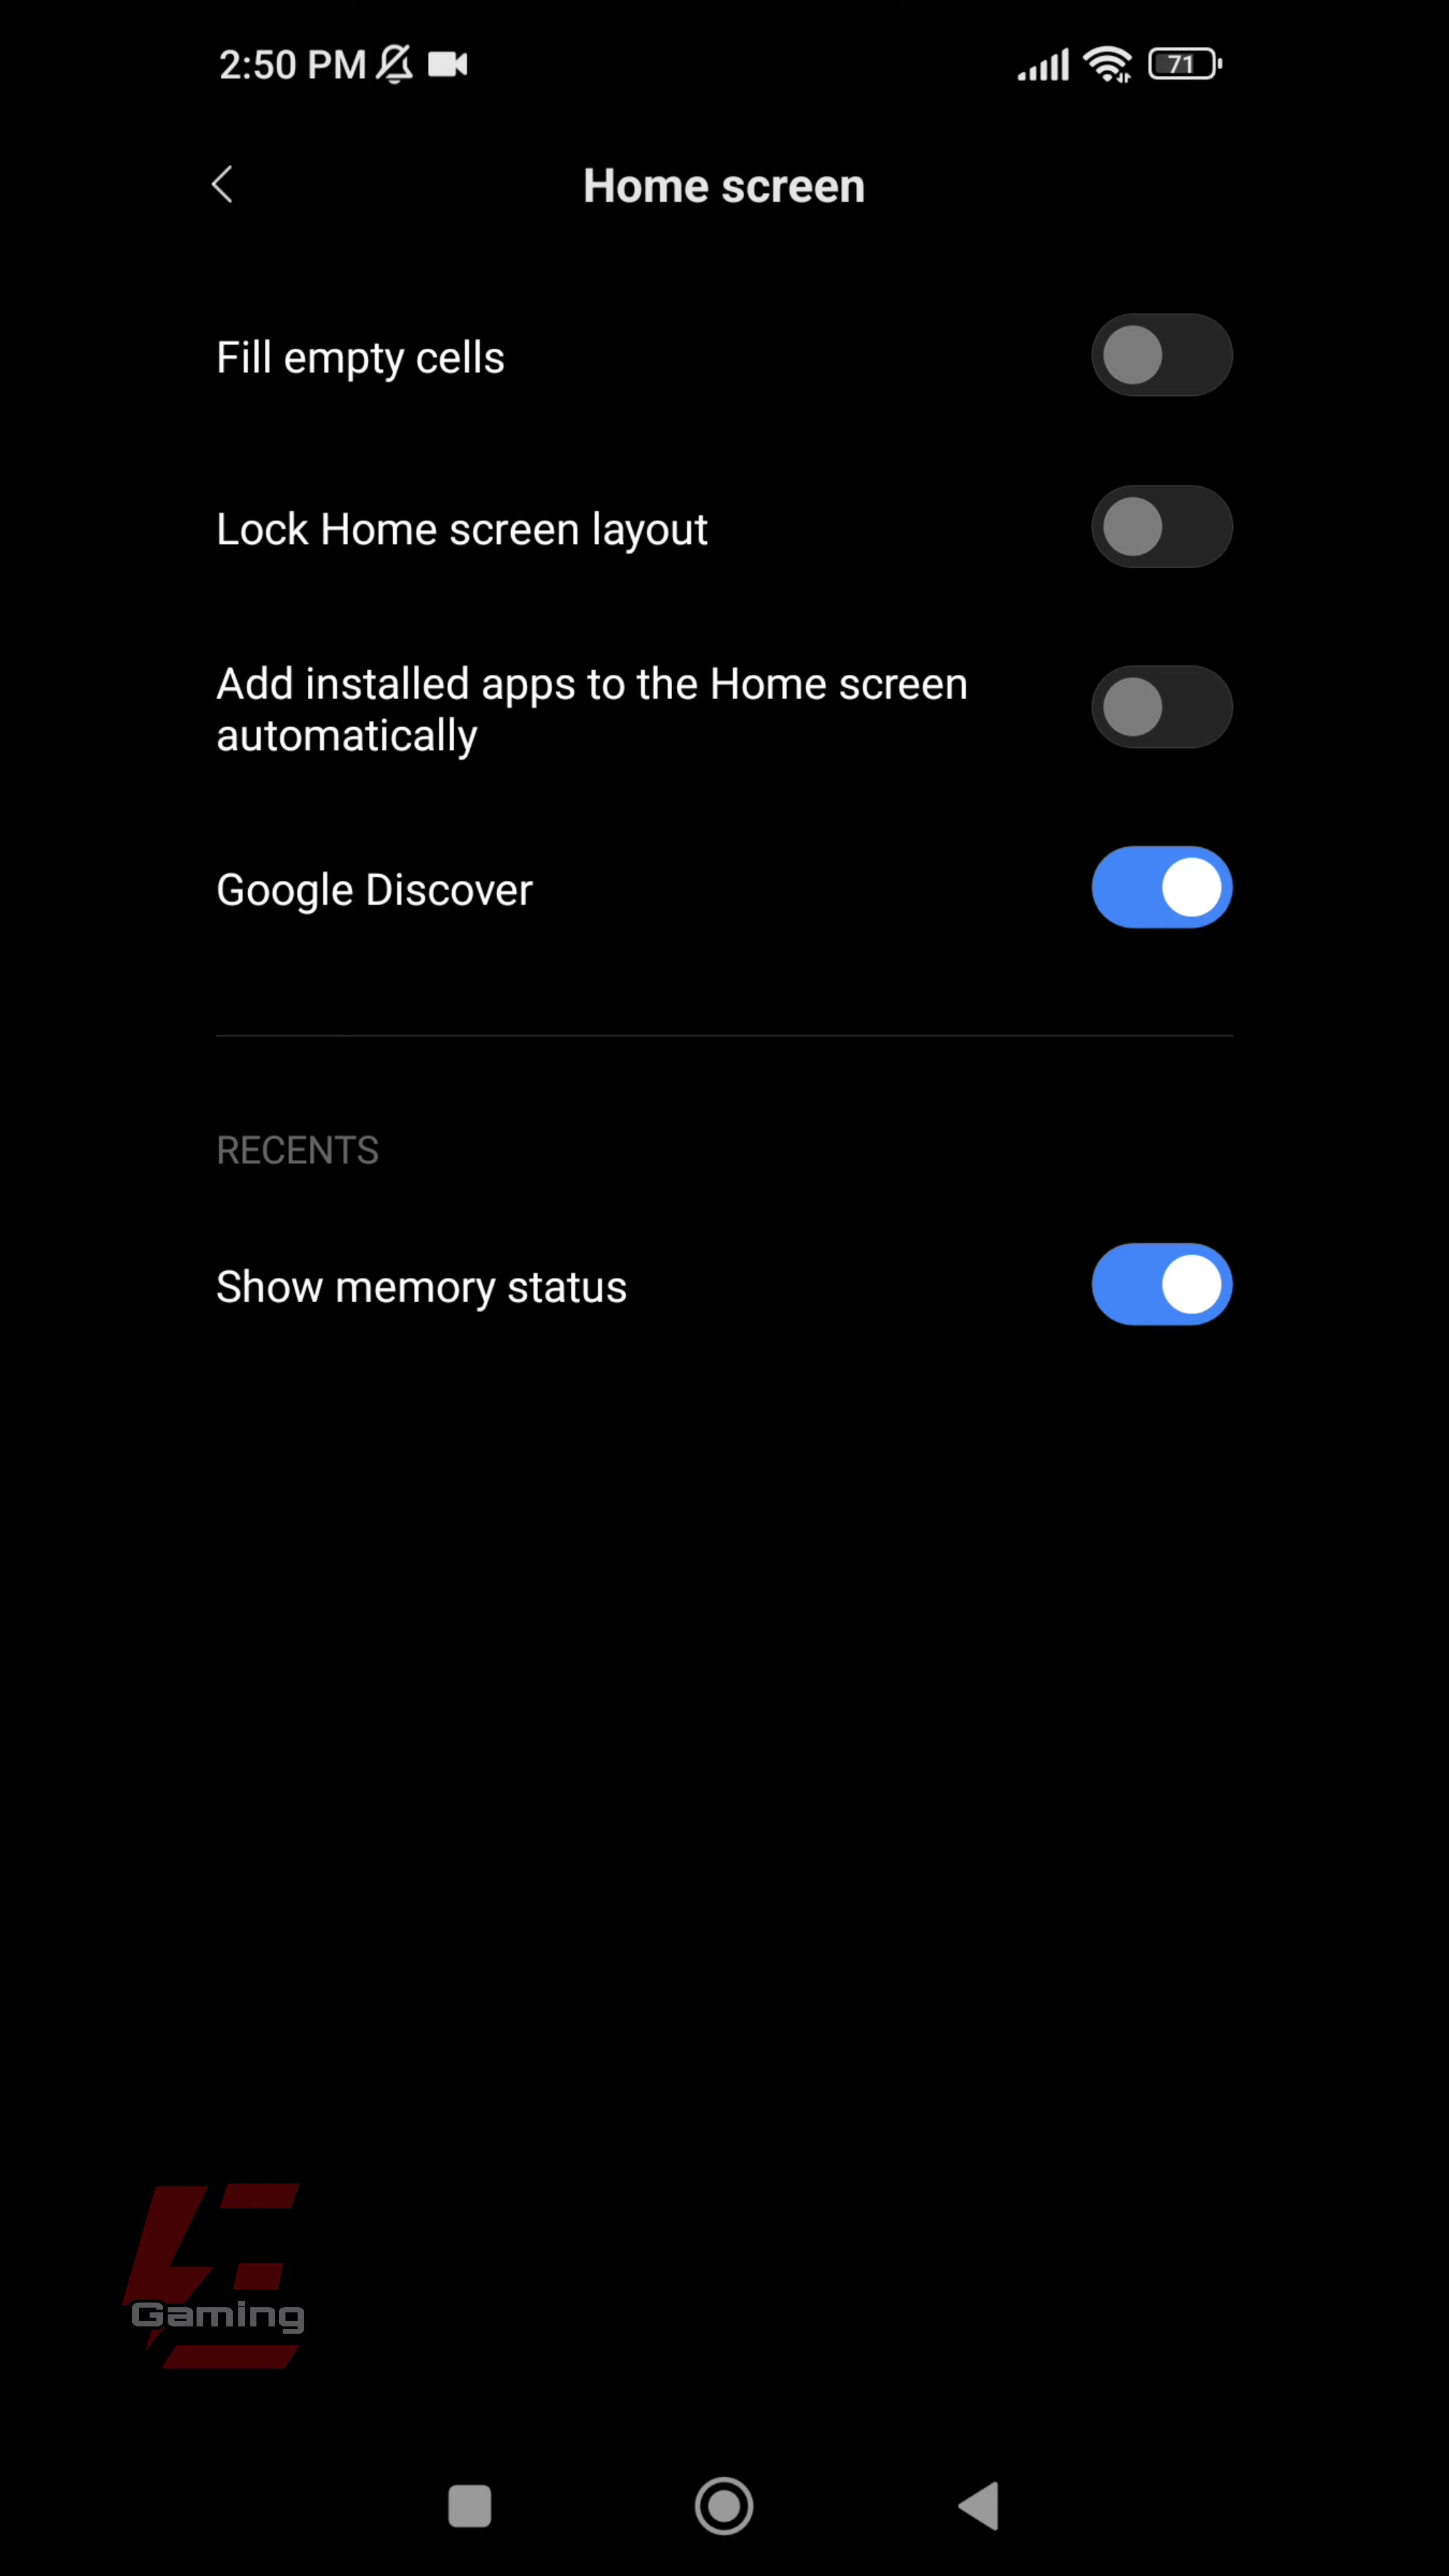 2:50 PM
71
Home screen
Fill empty cells
Lock Home screen layout
Add installed apps to the Home screen
automatically
Google Discover
RECENTS
Show memory status
Gaming